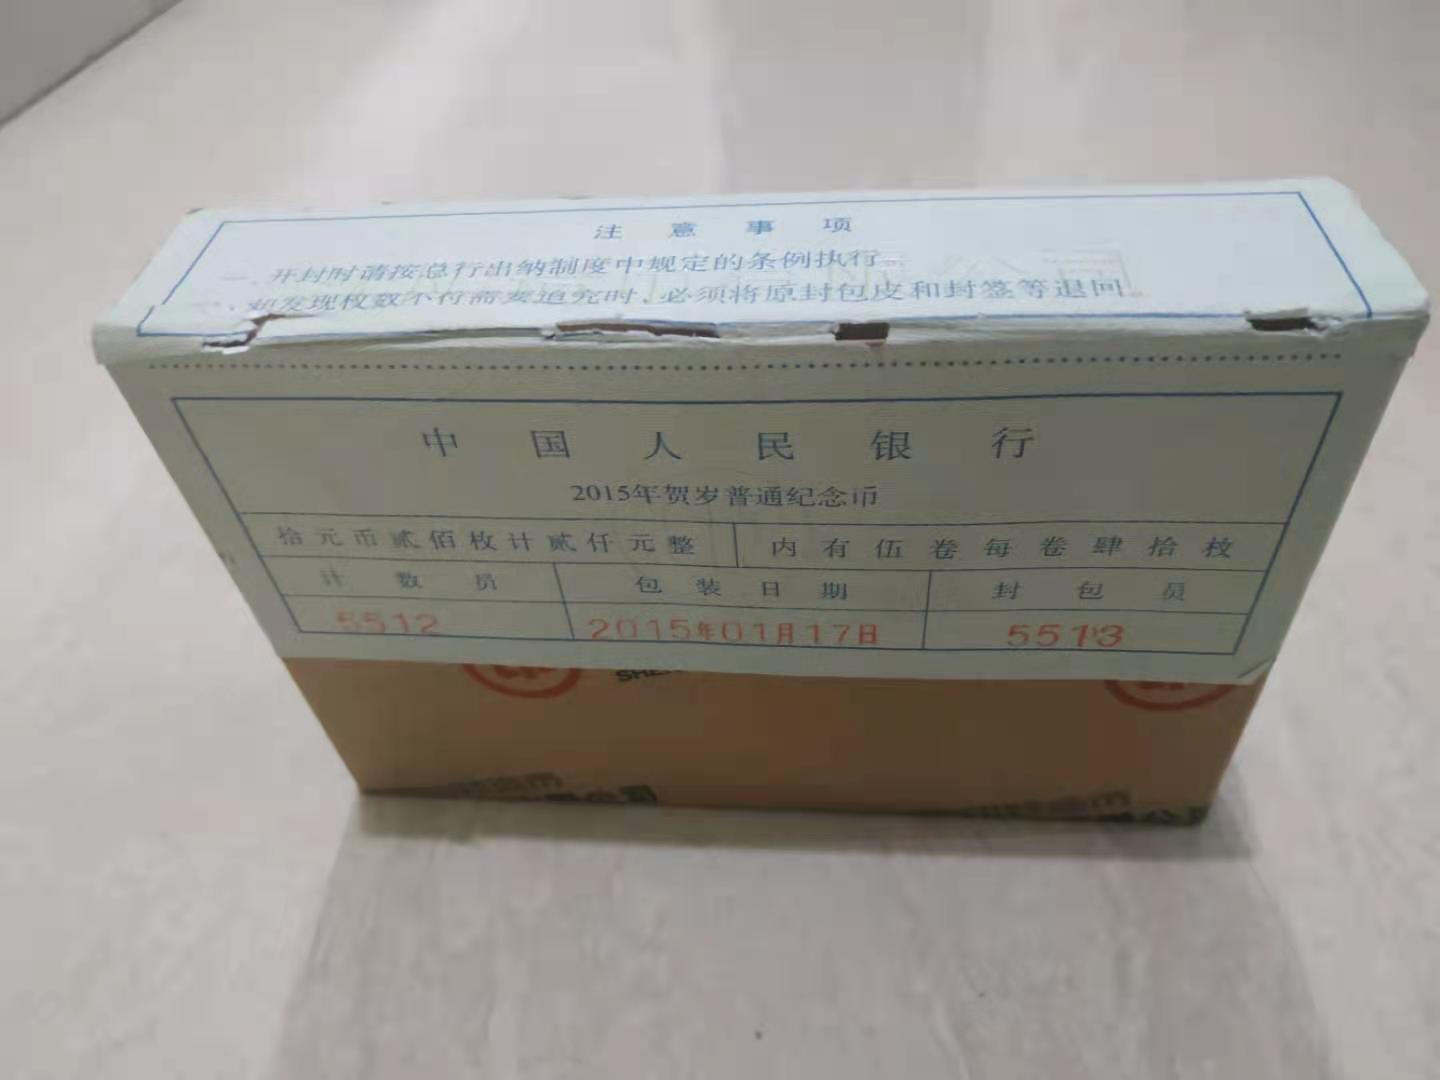 注意事项
一、开封时请按总行出纳制度中规定的条例执行。
二、如发现枚数不付需要追究时、必须将原封包皮和封签等退回。
中国人民银行
2015年贺岁普通纪念币
拾元币贰佰枚计贰仟元整 内有伍卷每卷肆拾枚
计数员 包装日期 封包员
5512 2015年01月17日 5513